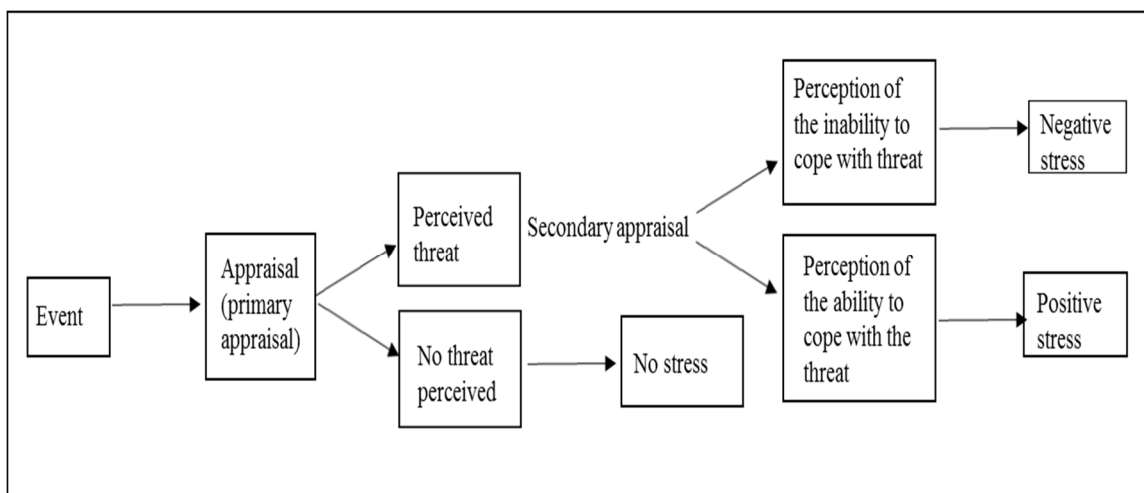 Event
Appraisal
(primary
appraisal)
Perceived
threat
No threat
perceived
Secondary appraisal
No stress
Perception of
the inability to
cope with threat
Negative
stress
Perception of
the ability to
cope with the
threat
Positive
stress